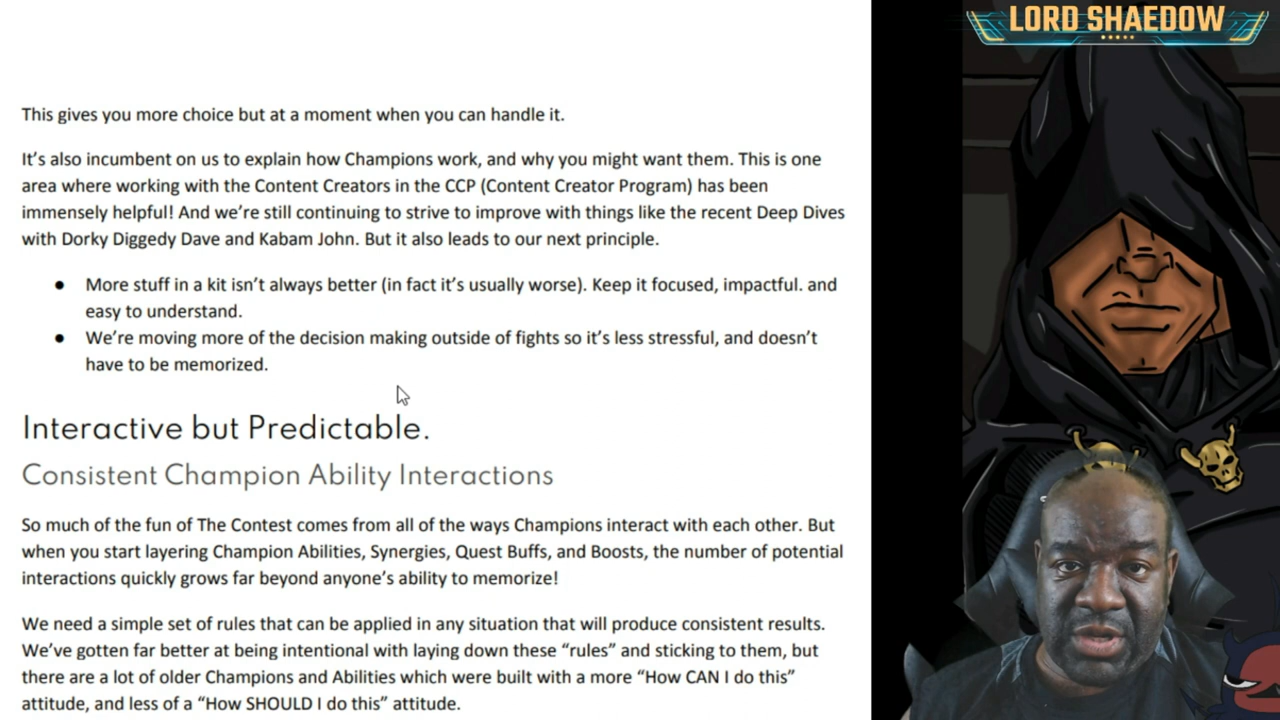 LORD SHAEDOW
This gives you more choice but at a moment when you can handle it.
It's also incumbent on us to explain how Champions work, and why you might want them. This is one
area where working with the Content Creators in the CCP (Content Creator Program) has been
immensely helpful! And we're still continuing to strive to improve with things like the recent Deep Dives
with Dorky Diggedy Dave and Kabam John. But it also leads to our next principle.
● More stuff in a kit isn't always better (in fact it's usually worse). Keep it focused, impactful. and
easy to understand.
● We're moving more of the decision making outside of fights so it's less stressful, and doesn't
have to be memorized.
Interactive but Predictable.
Consistent Champion Ability Interactions
So much of the fun of The Contest comes from all of the ways Champions interact with each other. But
when you start layering Champion Abilities, Synergies, Quest Buffs, and Boosts, the number of potential
interactions quickly grows far beyond anyone's ability to memorize!
We need a simple set of rules that can be applied in any situation that will produce consistent results.
We've gotten far better at being intentional with laying down these “rules” and sticking to them, but
there are a lot of older Champions and Abilities which were built with a more “How CAN I do this”
attitude, and less of a “How SHOULD I do this” attitude.